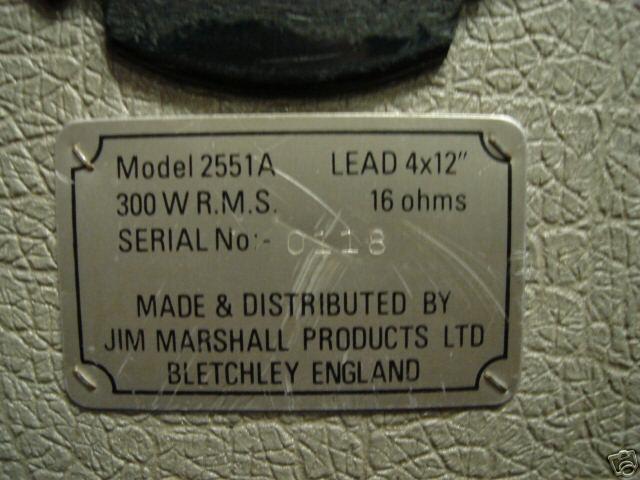 Model 2551A LEAD 4x12"
300 W R.M.S. 16 ohms
SERIAL No:- 0118
MADE & DISTRIBUTED BY
JIM MARSHALL PRODUCTS LTD
BLETCHLEY ENGLAND